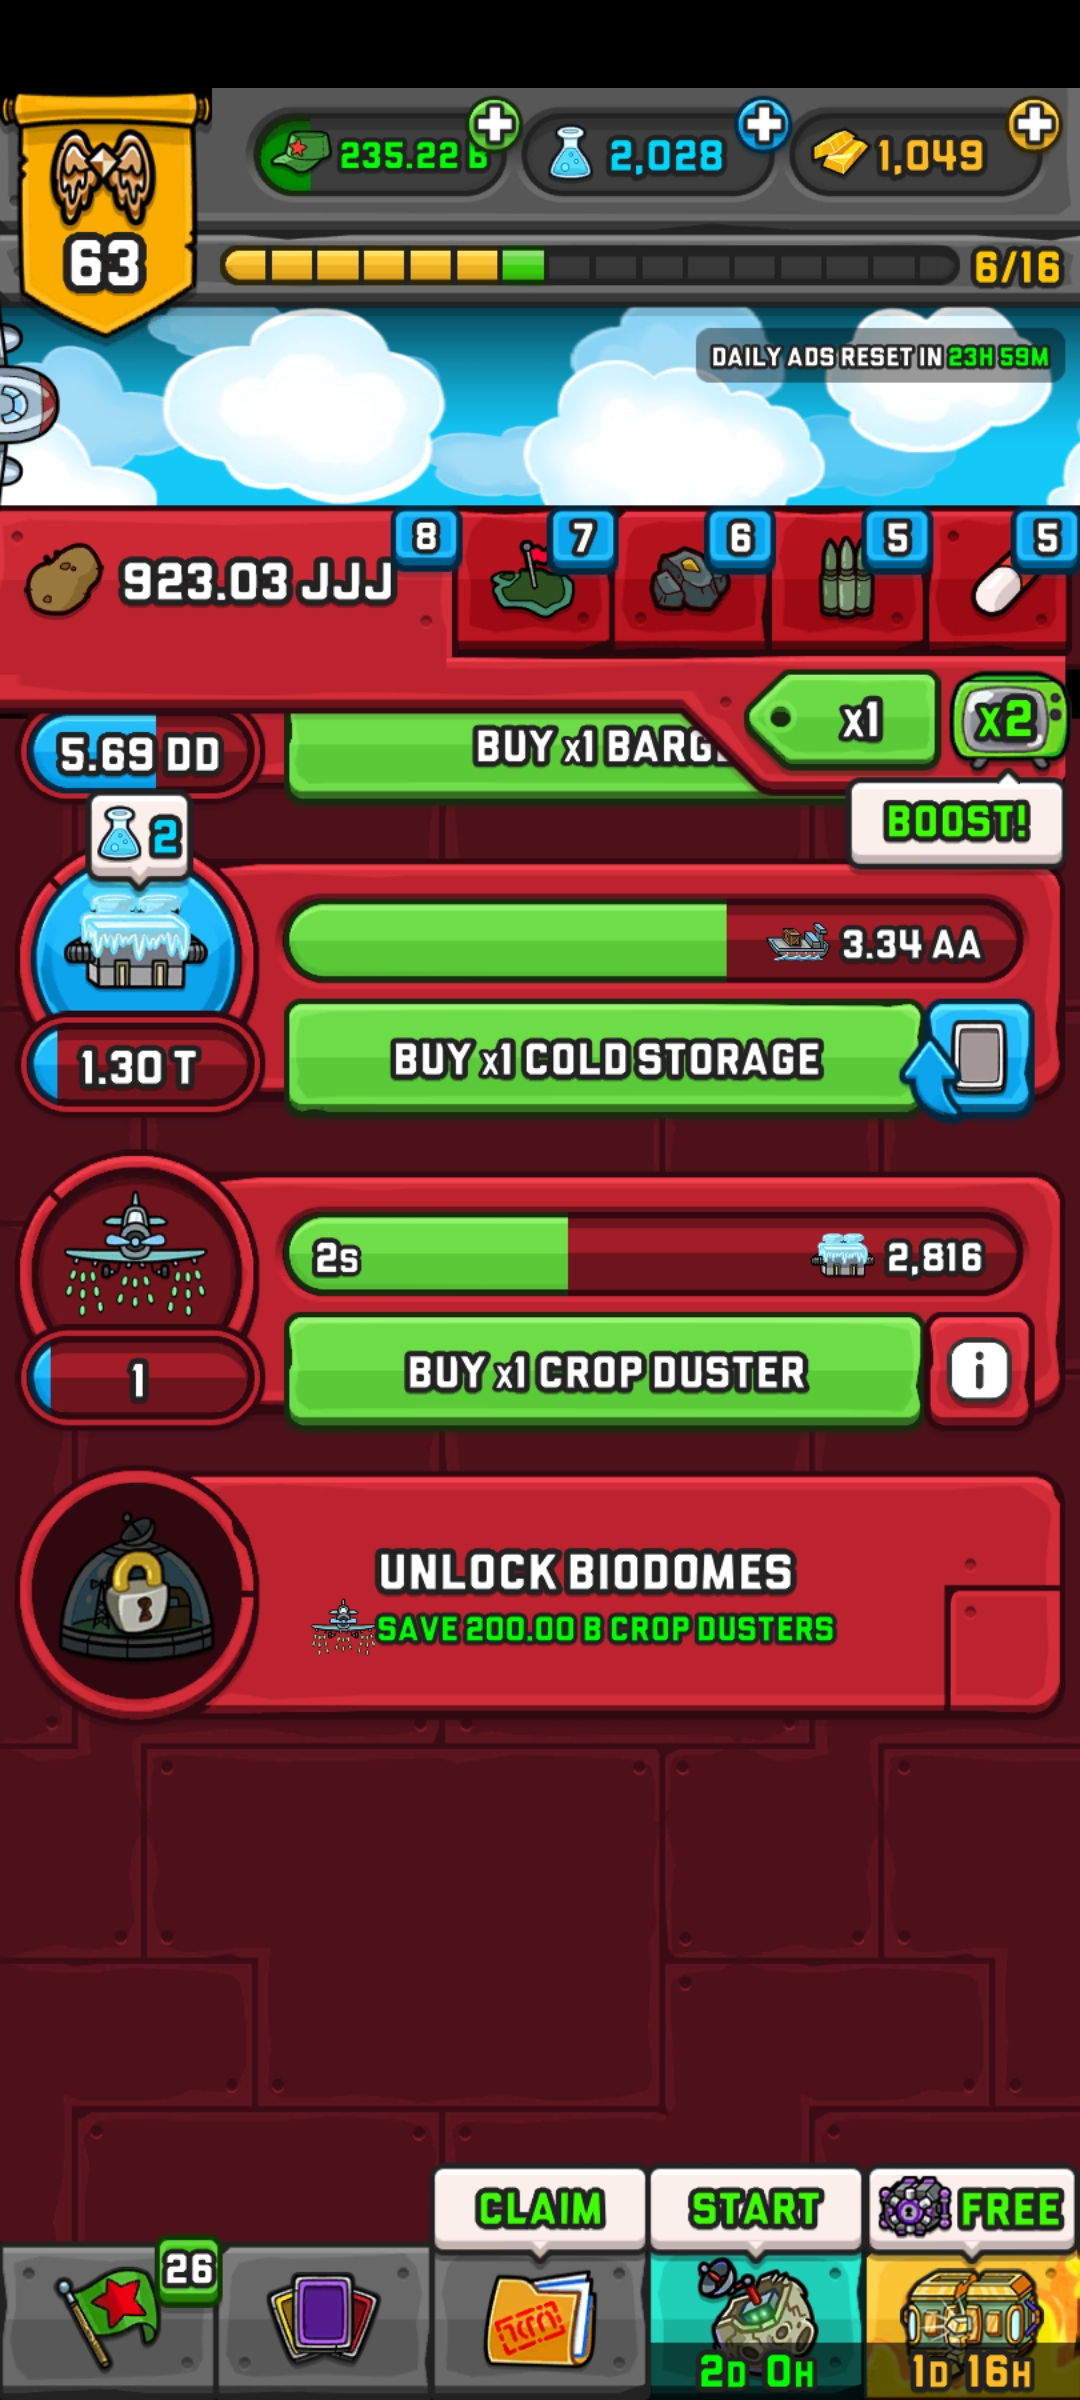 235.22 B
2,028
1,049
63
6/16
DAILY ADS RESET IN 23H 59M
923.03 JJJ
8
7
6
5
5
x1
x2
BOOST!
5.69 DD
BUY x1 BARG
2
3.34 AA
1.30 T
BUY x1 COLD STORAGE
2s
2,816
1
BUY x1 CROP DUSTER
i
UNLOCK BIODOMES
SAVE 200.00 B CROP DUSTERS
CLAIM
START
FREE
26
2D 0H
1D 16H